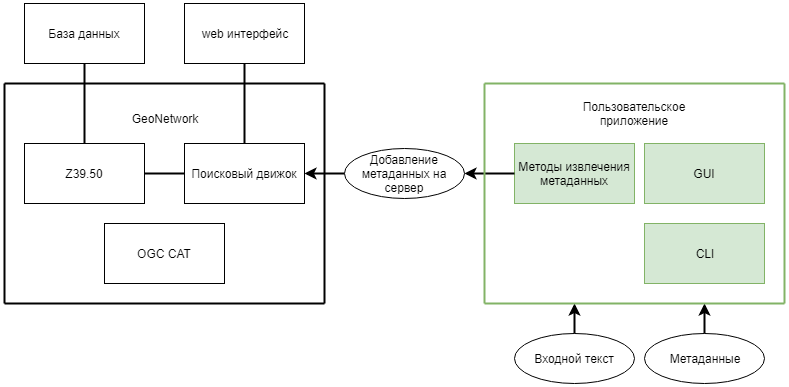 База данных
web интерфейс
GeoNetwork
Z39.50
Поисковый движок
OGC CAT
Добавление
метаданных на
сервер
Пользовательское
приложение
Методы извлечения
метаданных
GUI
CLI
Входной текст
Метаданные